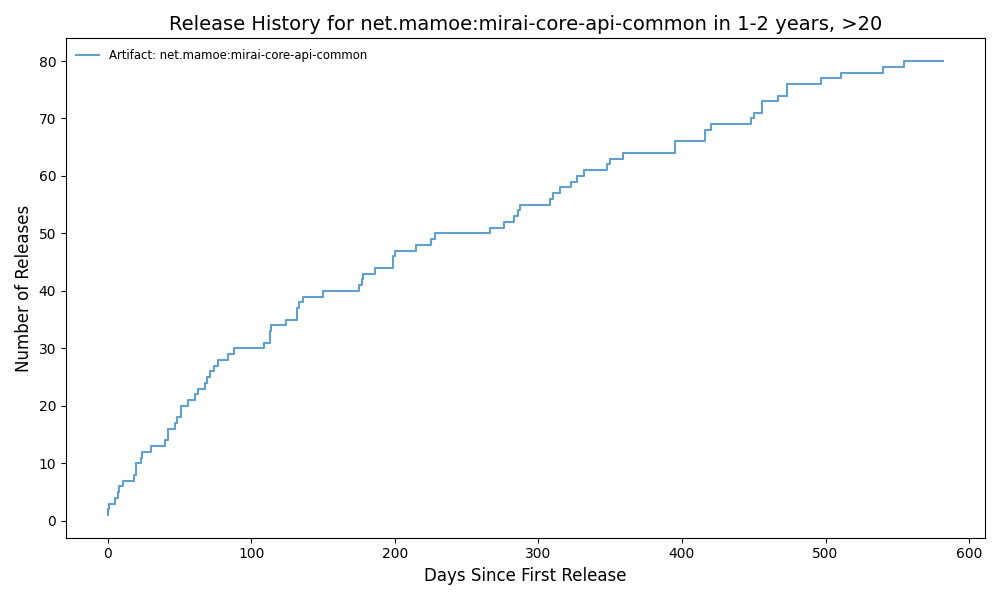 Release History for net.mamoe:mirai-core-api-common in 1-2 years, >20
Artifact: net.mamoe:mirai-core-api-common
Number of Releases
80
70
60
50
40
30
20
10
0
0 100 200 300 400 500 600
Days Since First Release